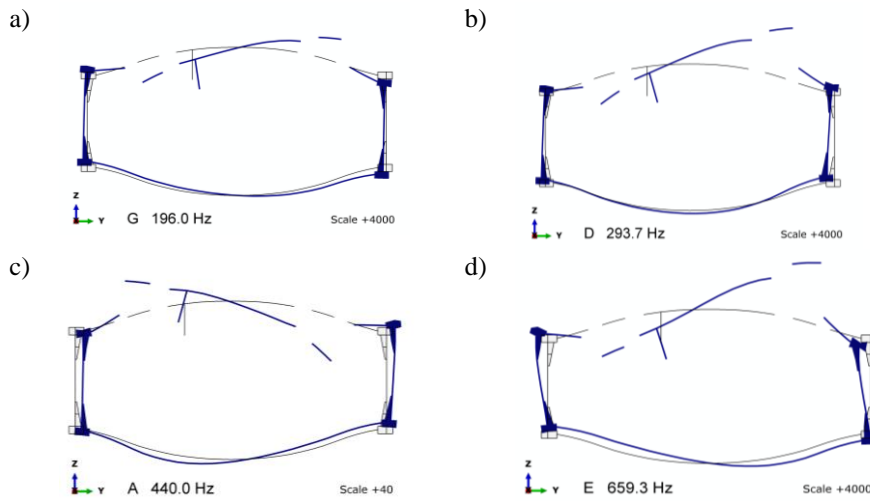 a)
b)
Z
Y
G 196.0 Hz
Scale +4000
Z
Y
D 293.7 Hz
Scale +4000
c)
d)
Z
Y
A 440.0 Hz
Scale +40
Z
Y
E 659.3 Hz
Scale +4000